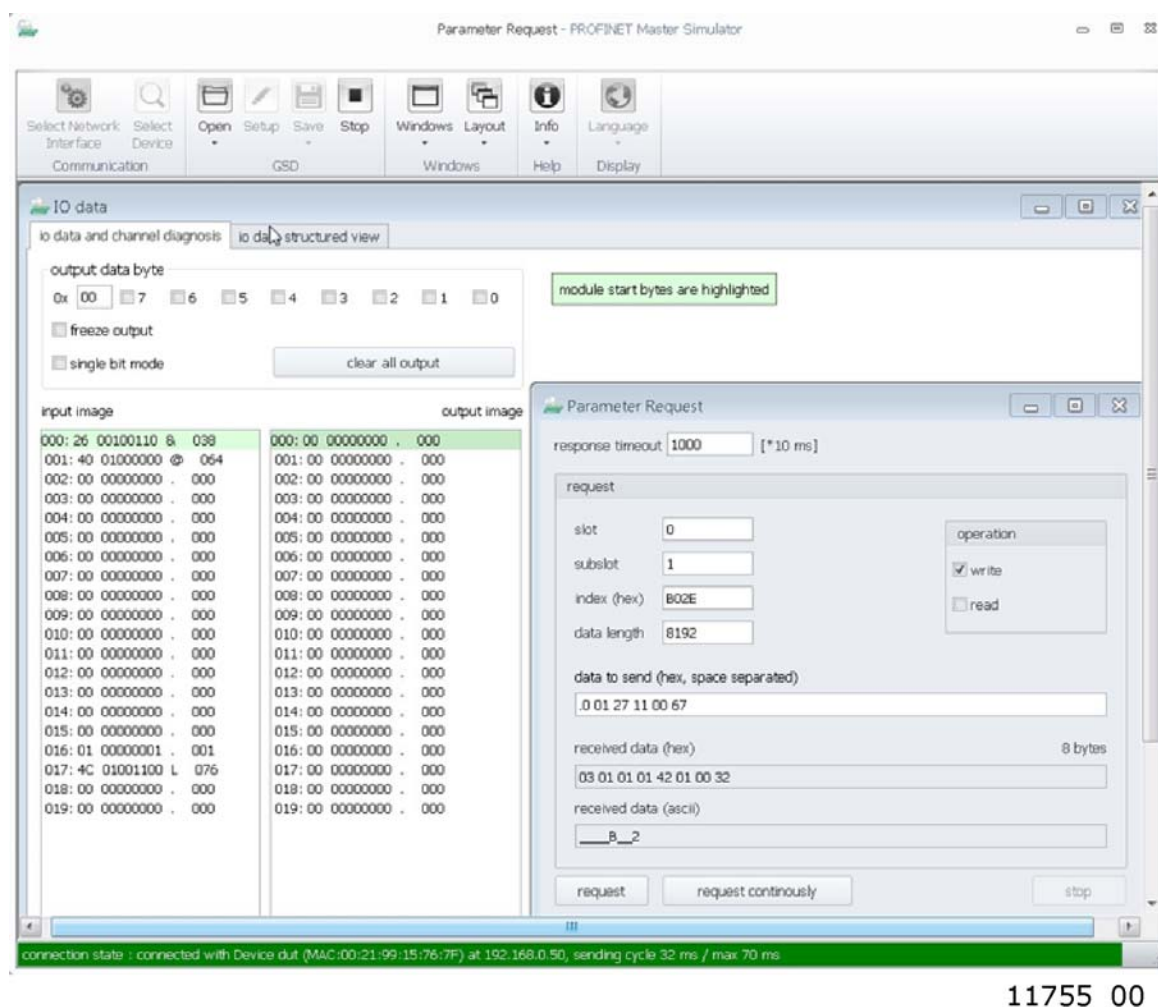 Parameter Request - PROFINET Master Simulator
Select Network Interface
Select Device
Open
Setup
Save
Stop
Windows
Layout
Info
Language
Communication
GSD
Windows
Help
Display
IO data
io data and channel diagnosis
io data structured view
output data byte
0x 00 7 6 5 4 3 2 1 0
module start bytes are highlighted
freeze output
single bit mode
clear all output
input image
output image
000: 26 00100110 & 038
001: 40 01000000 @ 064
002: 00 00000000 . 000
003: 00 00000000 . 000
004: 00 00000000 . 000
005: 00 00000000 . 000
006: 00 00000000 . 000
007: 00 00000000 . 000
008: 00 00000000 . 000
009: 00 00000000 . 000
010: 00 00000000 . 000
011: 00 00000000 . 000
012: 00 00000000 . 000
013: 00 00000000 . 000
014: 00 00000000 . 000
015: 00 00000000 . 000
016: 01 00000001 . 001
017: 4C 01001100 L 076
018: 00 00000000 . 000
019: 00 00000000 . 000
000: 00 00000000 . 000
001: 00 00000000 . 000
002: 00 00000000 . 000
003: 00 00000000 . 000
004: 00 00000000 . 000
005: 00 00000000 . 000
006: 00 00000000 . 000
007: 00 00000000 . 000
008: 00 00000000 . 000
009: 00 00000000 . 000
010: 00 00000000 . 000
011: 00 00000000 . 000
012: 00 00000000 . 000
013: 00 00000000 . 000
014: 00 00000000 . 000
015: 00 00000000 . 000
016: 00 00000000 . 000
017: 00 00000000 . 000
018: 00 00000000 . 000
019: 00 00000000 . 000
Parameter Request
response timeout 1000 [*10 ms]
request
slot 0
subslot 1
index (hex) B02E
data length 8192
operation
write
read
data to send (hex, space separated)
.0 01 27 11 00 67
received data (hex) 8 bytes
03 01 01 01 42 01 00 32
received data (ascii)
____B__2
request
request continously
stop
connection state : connected with Device dut (MAC:00:21:99:15:76:7F) at 192.168.0.50, sending cycle 32 ms / max 70 ms
11755_00